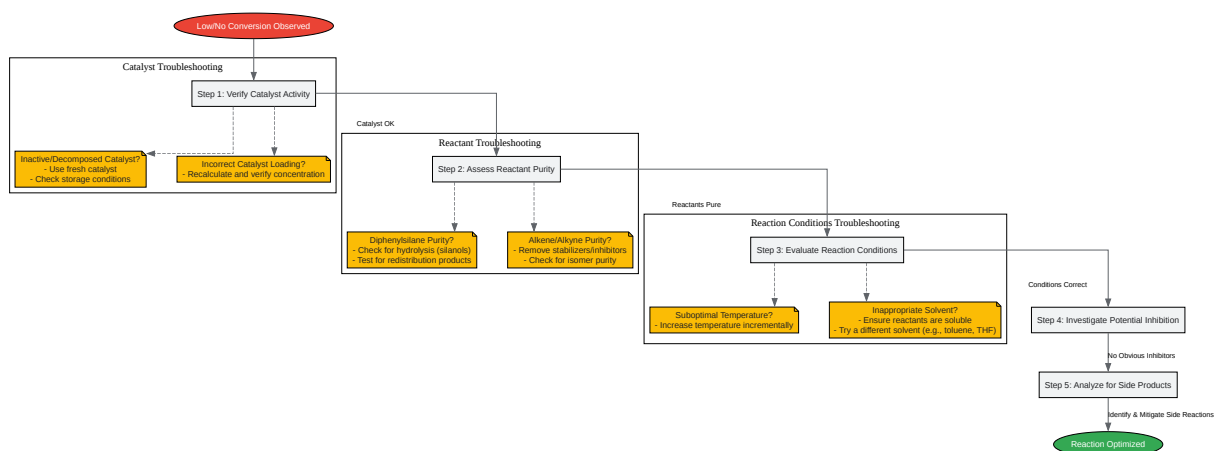 Low/No Conversion Observed
Catalyst Troubleshooting
Step 1: Verify Catalyst Activity
Inactive/Decomposed Catalyst?
- Use fresh catalyst
- Check storage conditions
Incorrect Catalyst Loading?
- Recalculate and verify concentration
Catalyst OK
Reactant Troubleshooting
Step 2: Assess Reactant Purity
Diphenylsilane Purity?
- Check for hydrolysis (silanols)
- Test for redistribution products
Alkene/Alkyne Purity?
- Remove stabilizers/inhibitors
- Check for isomer purity
Reactants Pure
Reaction Conditions Troubleshooting
Step 3: Evaluate Reaction Conditions
Suboptimal Temperature?
- Increase temperature incrementally
Inappropriate Solvent?
- Ensure reactants are soluble
- Try a different solvent (e.g., toluene, THF)
Conditions Correct
Step 4: Investigate Potential Inhibition
No Obvious Inhibitors
Step 5: Analyze for Side Products
Identify & Mitigate Side Reactions
Reaction Optimized